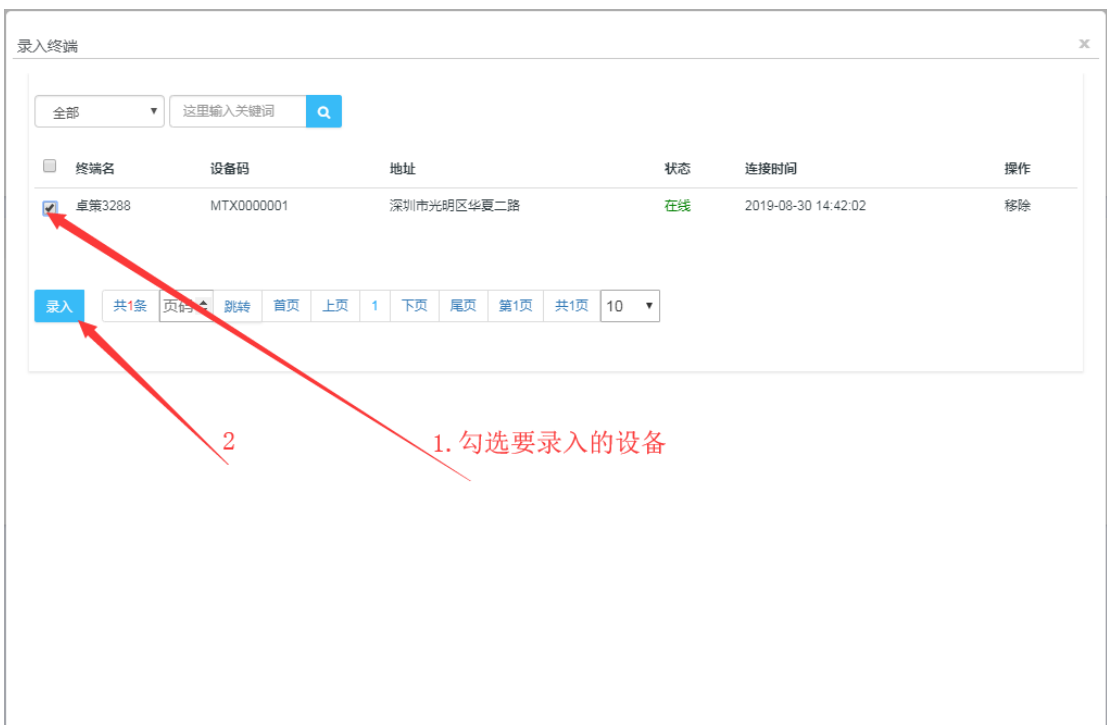 录入终端 ×
全部 ▼ 这里输入关键词
终端名 设备码 地址 状态 连接时间 操作
卓策3288 MTX0000001 深圳市光明区华夏二路 在线 2019-08-30 14:42:02 移除
录入 共1条 页码 跳转 首页 上页 1 下页 尾页 第1页 共1页 10 ▼
2 1.勾选要录入的设备